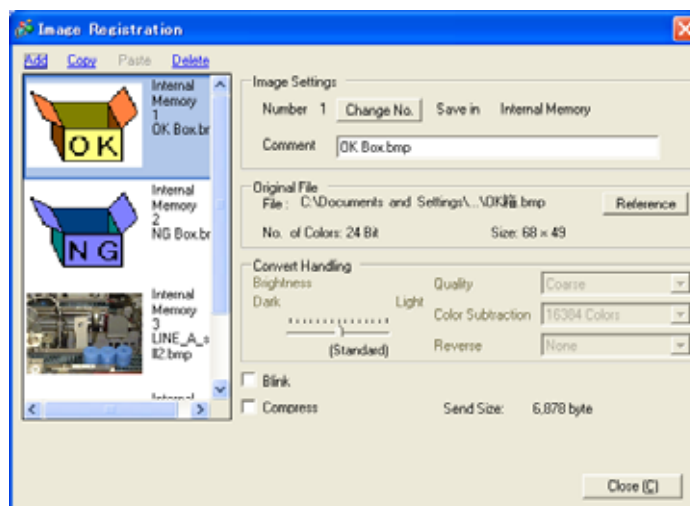 Image Registration
Add Copy Paste Delete
Internal
Memory
1
OK Box.br
OK
Internal
Memory
2
NG Box.br
NG
Internal
Memory
3
LINE_A_s
Image Settings
Number 1 Change No. Save in Internal Memory
Comment OK Box.bmp
Original File
File : C:\Documents and Settings\...\OK箱.bmp Reference
No. of Colors: 24 Bit Size: 68 × 49
Convert Handling
Brightness Quality Coarse
Dark Light Color Subtraction 16384 Colors
(Standard) Reverse None
Blink
Compress Send Size: 6,878 byte
Close (C)